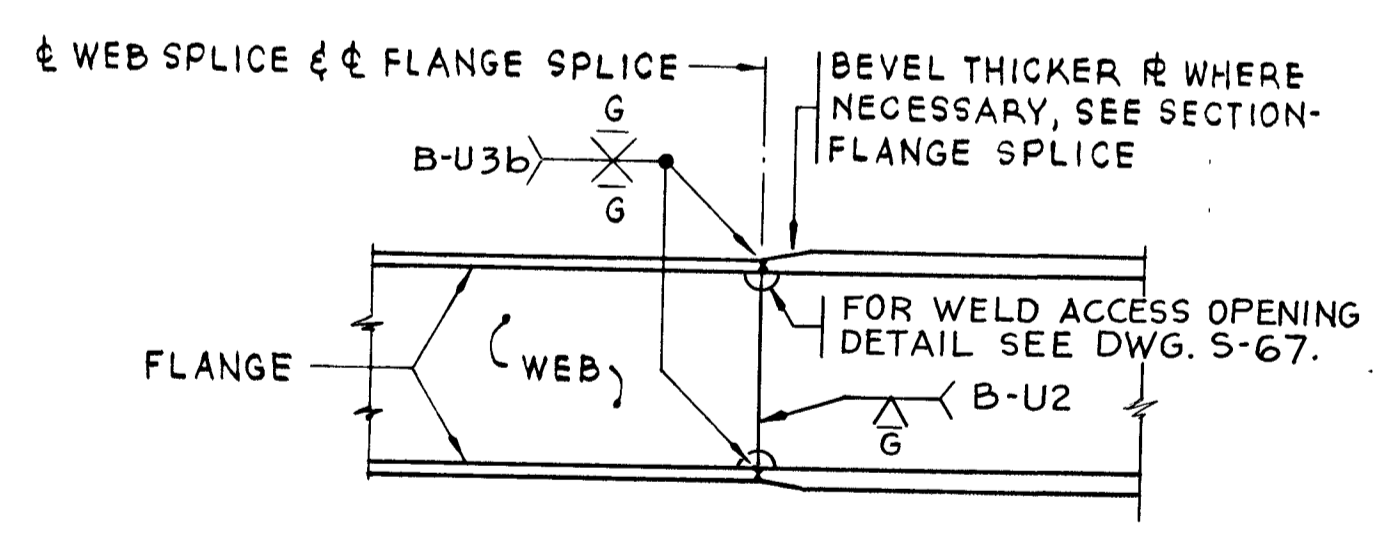 ℄ WEB SPLICE & ℄ FLANGE SPLICE
BEVEL THICKER ⅊ WHERE
NECESSARY, SEE SECTION-
FLANGE SPLICE
G
B-U3b
G
FOR WELD ACCESS OPENING
DETAIL SEE DWG. S-67.
FLANGE
WEB
B-U2
G